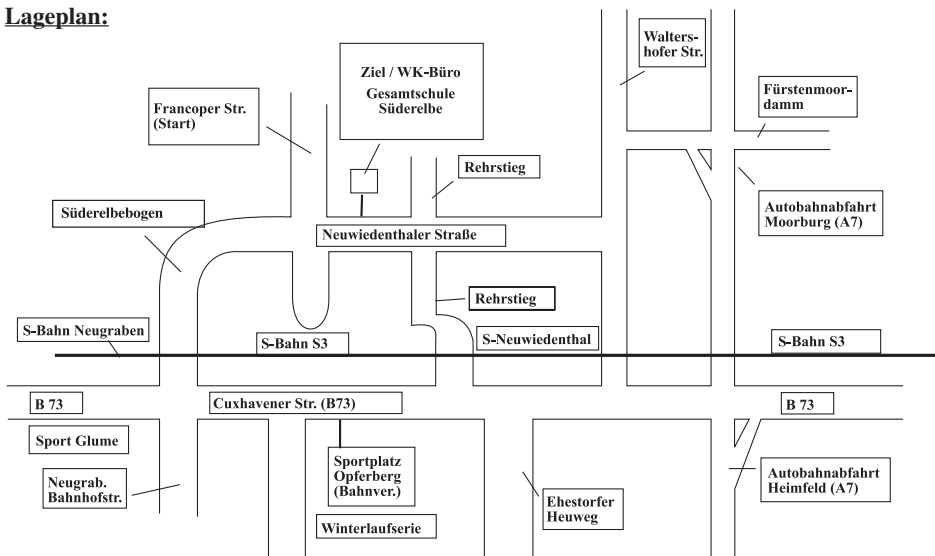 Lageplan:
Walters-
hofer Str.
Ziel / WK-Büro
Gesamtschule
Süderelbe
Fürstenmoor-
damm
Francoper Str.
(Start)
Rehrstieg
Süderelbebogen
Autobahnabfahrt
Moorburg (A7)
Neuwiedenthaler Straße
Rehrstieg
S-Bahn Neugraben
S-Bahn S3
S-Neuwiedenthal
S-Bahn S3
B 73
Cuxhavener Str. (B73)
B 73
Sport Glume
Neugrab.
Bahnhofstr.
Sportplatz
Opferberg
(Bahnver.)
Winterlaufserie
Ehestorfer
Heuweg
Autobahnabfahrt
Heimfeld (A7)